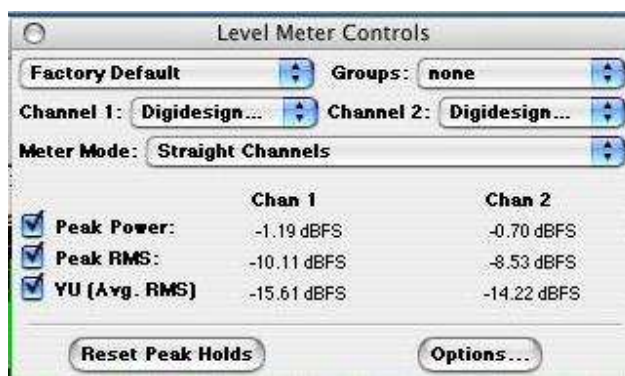 Level Meter Controls
Factory Default Groups: none
Channel 1: Digidesign... Channel 2: Digidesign...
Meter Mode: Straight Channels
Chan 1 Chan 2
Peak Power: -1.19 dBFS -0.70 dBFS
Peak RMS: -10.11 dBFS -8.53 dBFS
YU (Avg. RMS) -15.61 dBFS -14.22 dBFS
Reset Peak Holds Options...